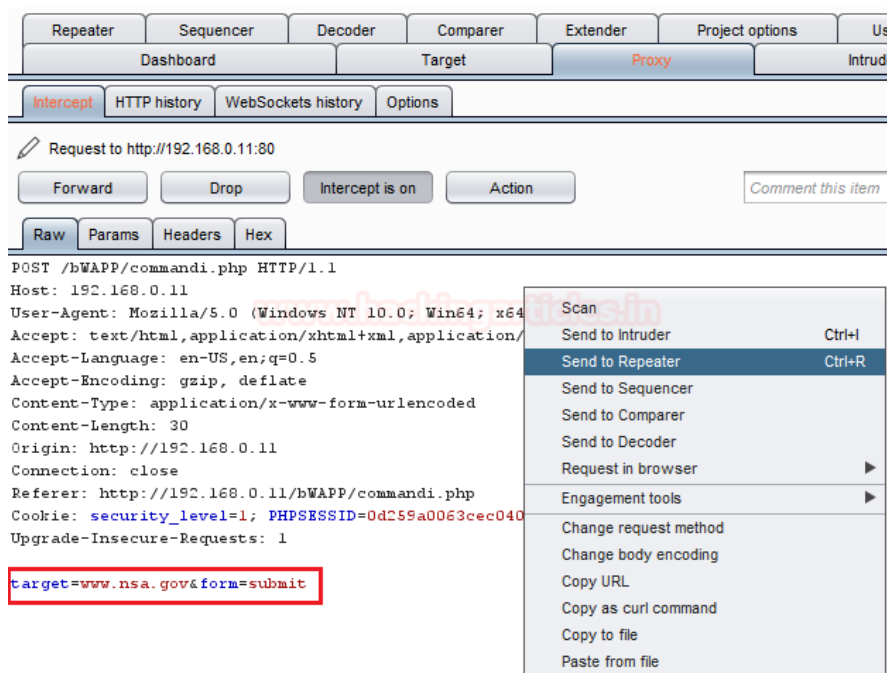 Repeater Sequencer Decoder Comparer Extender Project options Us
Dashboard Target Proxy Intrud
Intercept HTTP history WebSockets history Options
Request to http://192.168.0.11:80
Forward Drop Intercept is on Action Comment this item
Raw Params Headers Hex
POST /bWAPP/commandi.php HTTP/1.1
Host: 192.168.0.11
www.hackingarticles.in
User-Agent: Mozilla/5.0 (Windows NT 10.0; Win64; x64
Accept: text/html,application/xhtml+xml,application/
Accept-Language: en-US,en;q=0.5
Accept-Encoding: gzip, deflate
Content-Type: application/x-www-form-urlencoded
Content-Length: 30
Origin: http://192.168.0.11
Connection: close
Referer: http://192.168.0.11/bWAPP/commandi.php
Cookie: security_level=1; PHPSESSID=0d259a0063cec040
Upgrade-Insecure-Requests: 1
target=www.nsa.gov&form=submit
Scan
Send to Intruder Ctrl+I
Send to Repeater Ctrl+R
Send to Sequencer
Send to Comparer
Send to Decoder
Request in browser
Engagement tools
Change request method
Change body encoding
Copy URL
Copy as curl command
Copy to file
Paste from file